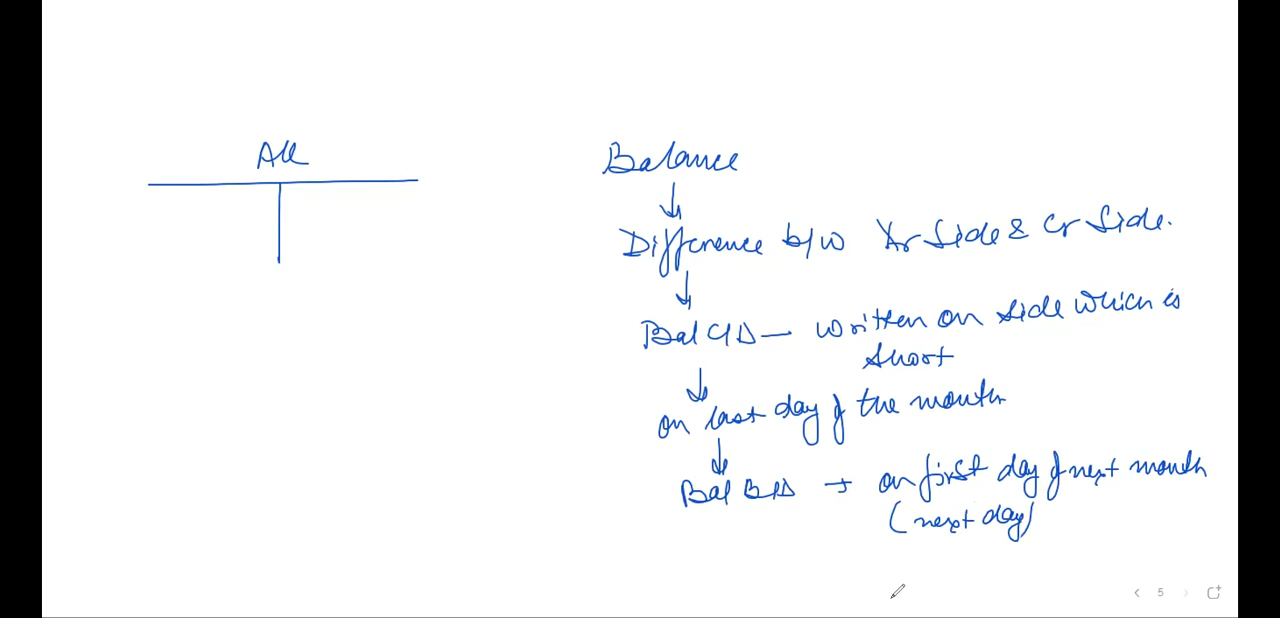 A/c
Balance
Difference b/w Dr Side & Cr Side.
Bal C/D — written on side which is
short
on last day of the month
Bal B/D → on first day of next month
(next day)
5